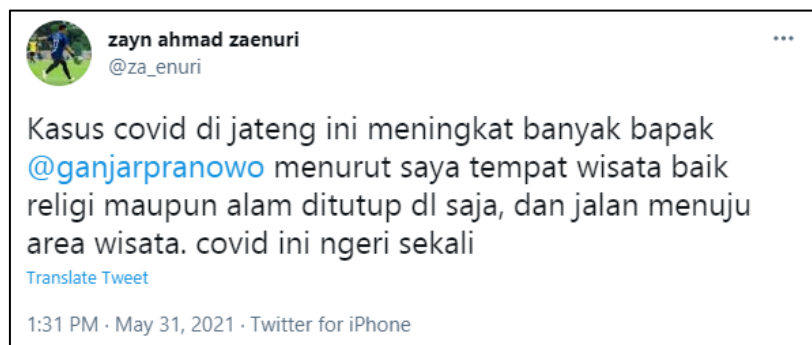 zayn ahmad zaenuri
@za_enuri
Kasus covid di jateng ini meningkat banyak bapak
@ganjarpranowo menurut saya tempat wisata baik
religi maupun alam ditutup dl saja, dan jalan menuju
area wisata. covid ini ngeri sekali
Translate Tweet
1:31 PM · May 31, 2021 · Twitter for iPhone